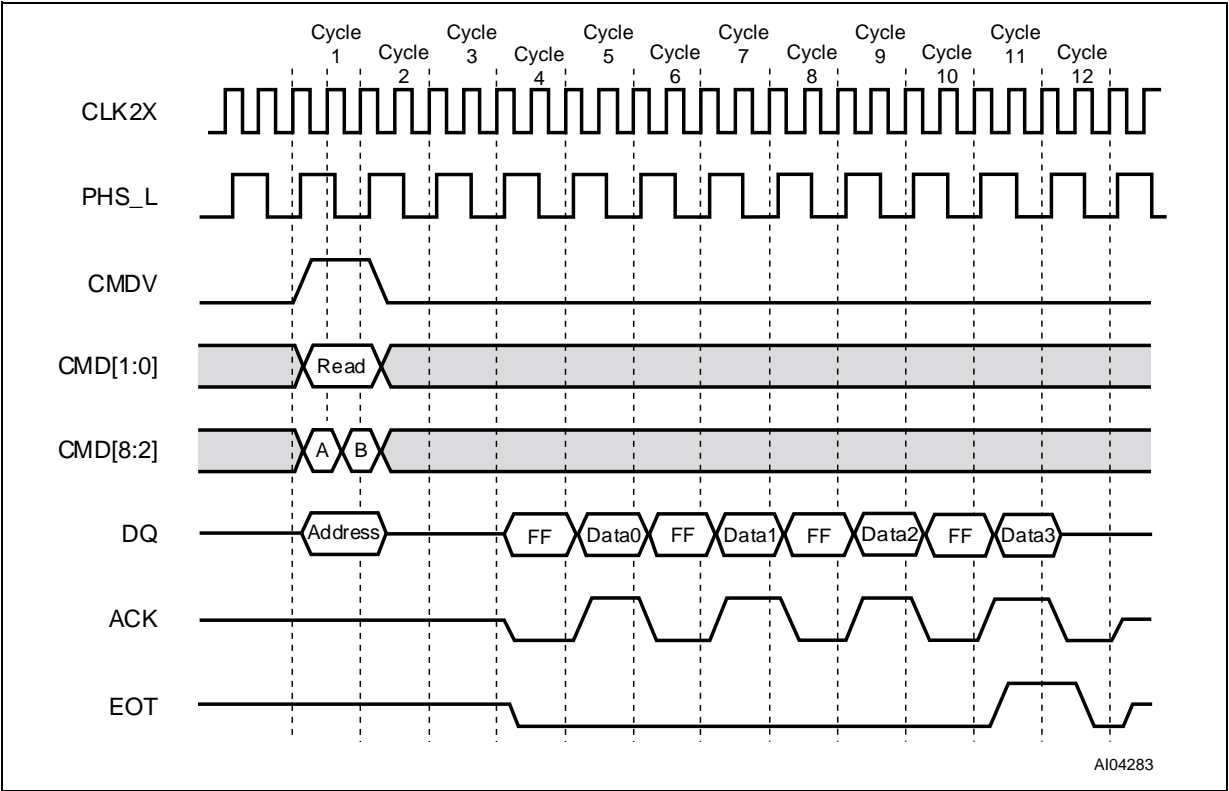 Cycle 1
Cycle 2
Cycle 3
Cycle 4
Cycle 5
Cycle 6
Cycle 7
Cycle 8
Cycle 9
Cycle 10
Cycle 11
Cycle 12
CLK2X
PHS_L
CMDV
CMD[1:0]
Read
CMD[8:2]
A B
DQ
Address FF Data0 FF Data1 FF Data2 FF Data3
ACK
EOT
AI04283